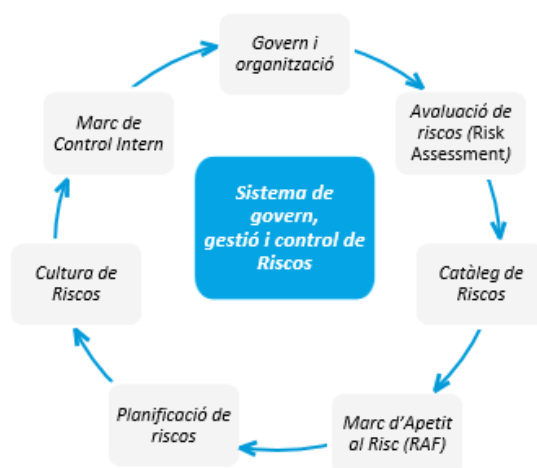 Govern i
organització
Avaluació de
riscos (Risk
Assessment)
Catàleg de
Riscos
Marc d'Apetit
al Risc (RAF)
Planificació de
riscos
Cultura de
Riscos
Marc de
Control Intern
Sistema de
govern,
gestió i control de
Riscos